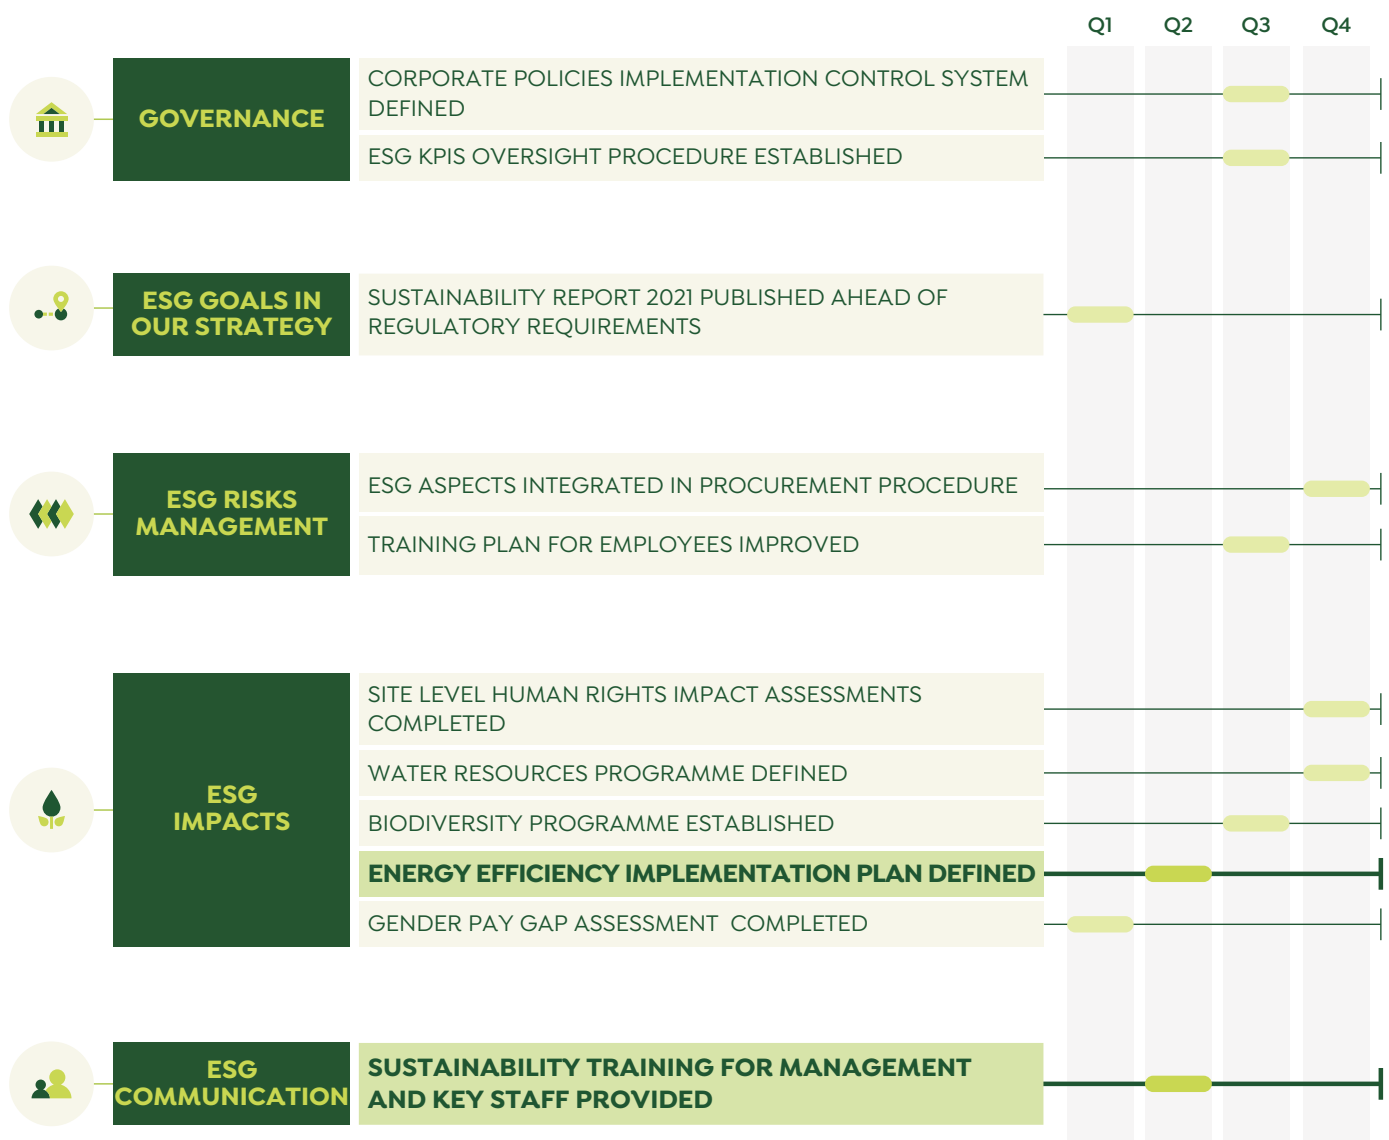 Q1 Q2 Q3 Q4
GOVERNANCE
CORPORATE POLICIES IMPLEMENTATION CONTROL SYSTEM
DEFINED
ESG KPIS OVERSIGHT PROCEDURE ESTABLISHED
ESG GOALS IN
OUR STRATEGY
SUSTAINABILITY REPORT 2021 PUBLISHED AHEAD OF
REGULATORY REQUIREMENTS
ESG RISKS
MANAGEMENT
ESG ASPECTS INTEGRATED IN PROCUREMENT PROCEDURE
TRAINING PLAN FOR EMPLOYEES IMPROVED
ESG
IMPACTS
SITE LEVEL HUMAN RIGHTS IMPACT ASSESSMENTS
COMPLETED
WATER RESOURCES PROGRAMME DEFINED
BIODIVERSITY PROGRAMME ESTABLISHED
ENERGY EFFICIENCY IMPLEMENTATION PLAN DEFINED
GENDER PAY GAP ASSESSMENT COMPLETED
ESG
COMMUNICATION
SUSTAINABILITY TRAINING FOR MANAGEMENT
AND KEY STAFF PROVIDED